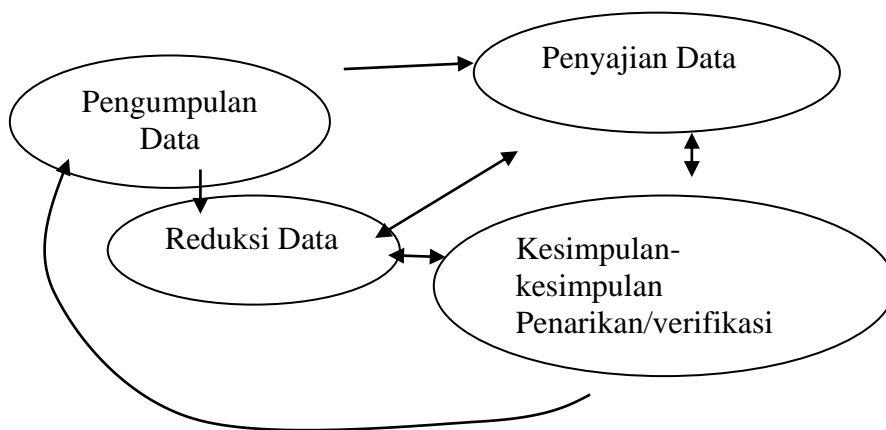 Pengumpulan
Data
Penyajian Data
Reduksi Data
Kesimpulan-
kesimpulan
Penarikan/verifikasi